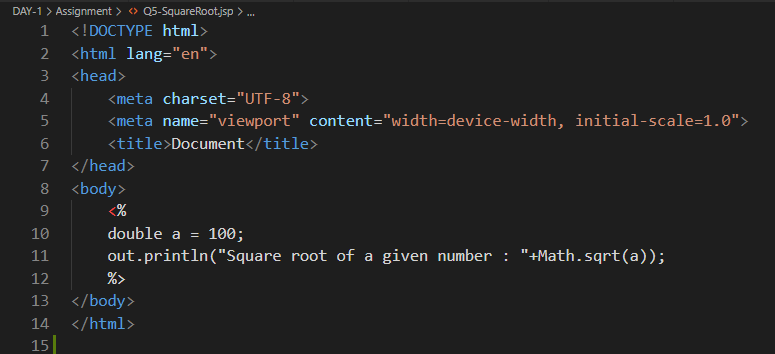 DAY-1 > Assignment > <> Q5-SquareRoot.jsp > ...
1 <!DOCTYPE html>
2 <html lang="en">
3 <head>
4     <meta charset="UTF-8">
5     <meta name="viewport" content="width=device-width, initial-scale=1.0">
6     <title>Document</title>
7 </head>
8 <body>
9     <%
10     double a = 100;
11     out.println("Square root of a given number : "+Math.sqrt(a));
12     %>
13 </body>
14 </html>
15